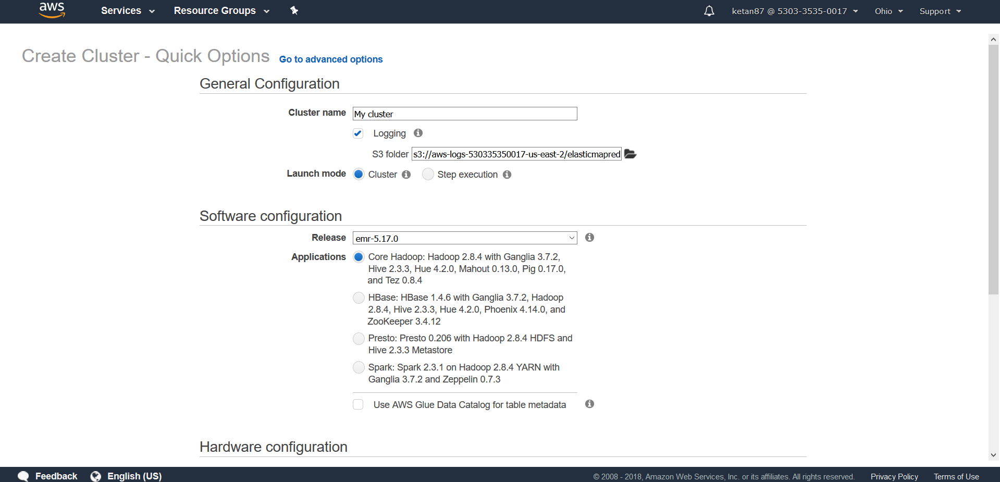 aws Services Resource Groups ketan87 @ 5303-3535-0017 Ohio Support
Create Cluster - Quick Options Go to advanced options
General Configuration
Cluster name My cluster
Logging
S3 folder s3://aws-logs-530335350017-us-east-2/elasticmapred
Launch mode Cluster Step execution
Software configuration
Release emr-5.17.0
Applications Core Hadoop: Hadoop 2.8.4 with Ganglia 3.7.2,
Hive 2.3.3, Hue 4.2.0, Mahout 0.13.0, Pig 0.17.0,
and Tez 0.8.4
HBase: HBase 1.4.6 with Ganglia 3.7.2, Hadoop
2.8.4, Hive 2.3.3, Hue 4.2.0, Phoenix 4.14.0, and
ZooKeeper 3.4.12
Presto: Presto 0.206 with Hadoop 2.8.4 HDFS and
Hive 2.3.3 Metastore
Spark: Spark 2.3.1 on Hadoop 2.8.4 YARN with
Ganglia 3.7.2 and Zeppelin 0.7.3
Use AWS Glue Data Catalog for table metadata
Hardware configuration
Feedback English (US) © 2008 - 2018, Amazon Web Services, Inc. or its affiliates. All rights reserved. Privacy Policy Terms of Use